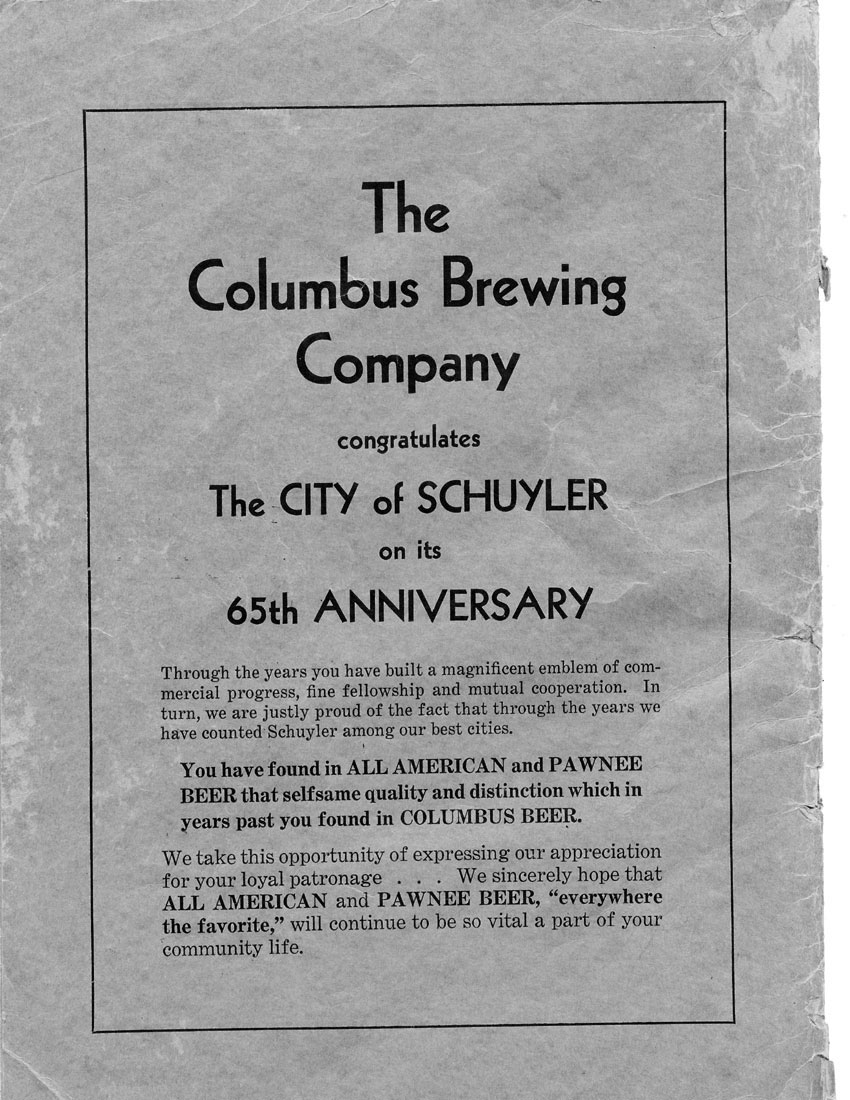 The
Columbus Brewing
Company
congratulates
The CITY of SCHUYLER
on its
65th ANNIVERSARY
Through the years you have built a magnificent emblem of com-
mercial progress, fine fellowship and mutual cooperation. In
turn, we are justly proud of the fact that through the years we
have counted Schuyler among our best cities.
You have found in ALL AMERICAN and PAWNEE
BEER that selfsame quality and distinction which in
years past you found in COLUMBUS BEER.
We take this opportunity of expressing our appreciation
for your loyal patronage . . . We sincerely hope that
ALL AMERICAN and PAWNEE BEER, “everywhere
the favorite,” will continue to be so vital a part of your
community life.